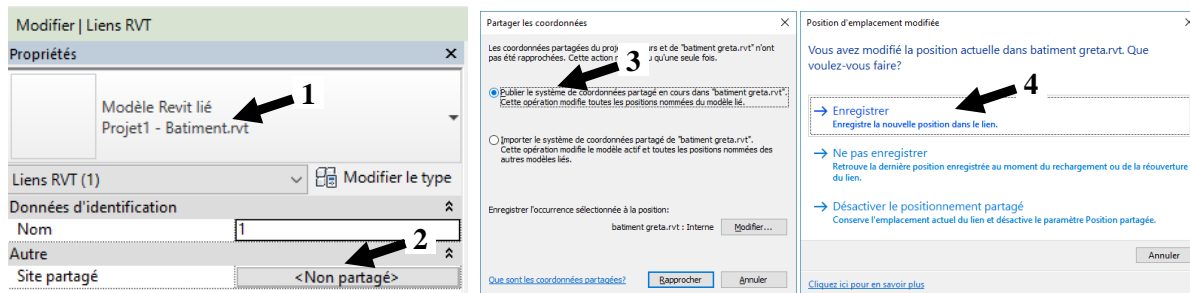 Modifier | Liens RVT
Propriétés
X
Modèle Revit lié
Projet1 - Batiment.rvt
1
Liens RVT (1)
Modifier le type
Données d'identification
Nom
1
Autre
2
Site partagé
<Non partagé>
Partager les coordonnées
Les coordonnées partagées du proje rs et de "batiment greta.rvt" n'ont
pas été rapprochées. Cette action n u qu'une seule fois.
3
Publier le système de coordonnées partagé en cours dans "batiment greta.rvt".
Cette opération modifie toutes les positions nommées du modèle lié.
Importer le système de coordonnées partagé de "batiment greta.rvt".
Cette opération modifie le modèle actif et toutes les positions nommées des
autres modèles liés.
Enregistrer l'occurrence sélectionnée à la position:
batiment greta.rvt : Interne
Modifier...
Que sont les coordonnées partagées?
Rapprocher
Annuler
Position d'emplacement modifiée
Vous avez modifié la position actuelle dans batiment greta.rvt. Que
voulez-vous faire?
4
Enregistrer
Enregistre la nouvelle position dans le lien.
Ne pas enregistrer
Retrouve la dernière position enregistrée au moment du rechargement ou de la réouverture
du lien.
Désactiver le positionnement partagé
Conserve l'emplacement actuel du lien et désactive le paramètre Position partagée.
Annuler
Cliquez ici pour en savoir plus